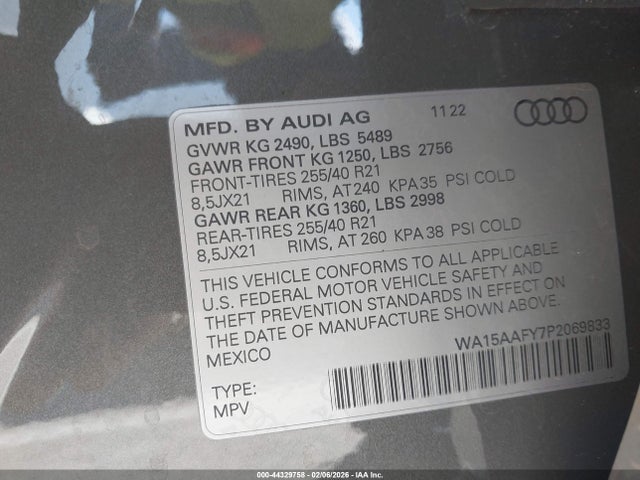 MFD. BY AUDI AG 11 22
GVWR KG 2490, LBS 5489
GAWR FRONT KG 1250, LBS 2756
FRONT-TIRES 255/40 R21
8,5JX21 RIMS, AT 240 KPA 35 PSI COLD
GAWR REAR KG 1360, LBS 2998
REAR-TIRES 255/40 R21
8,5JX21 RIMS, AT 260 KPA 38 PSI COLD
THIS VEHICLE CONFORMS TO ALL APPLICABLE
U.S. FEDERAL MOTOR VEHICLE SAFETY AND
THEFT PREVENTION STANDARDS IN EFFECT ON
THE DATE OF MANUFACTURE SHOWN ABOVE.
MEXICO
WA15AAFY7P2069833
TYPE:
MPV
000-44329758 - 02/06/2026 - IAA Inc.